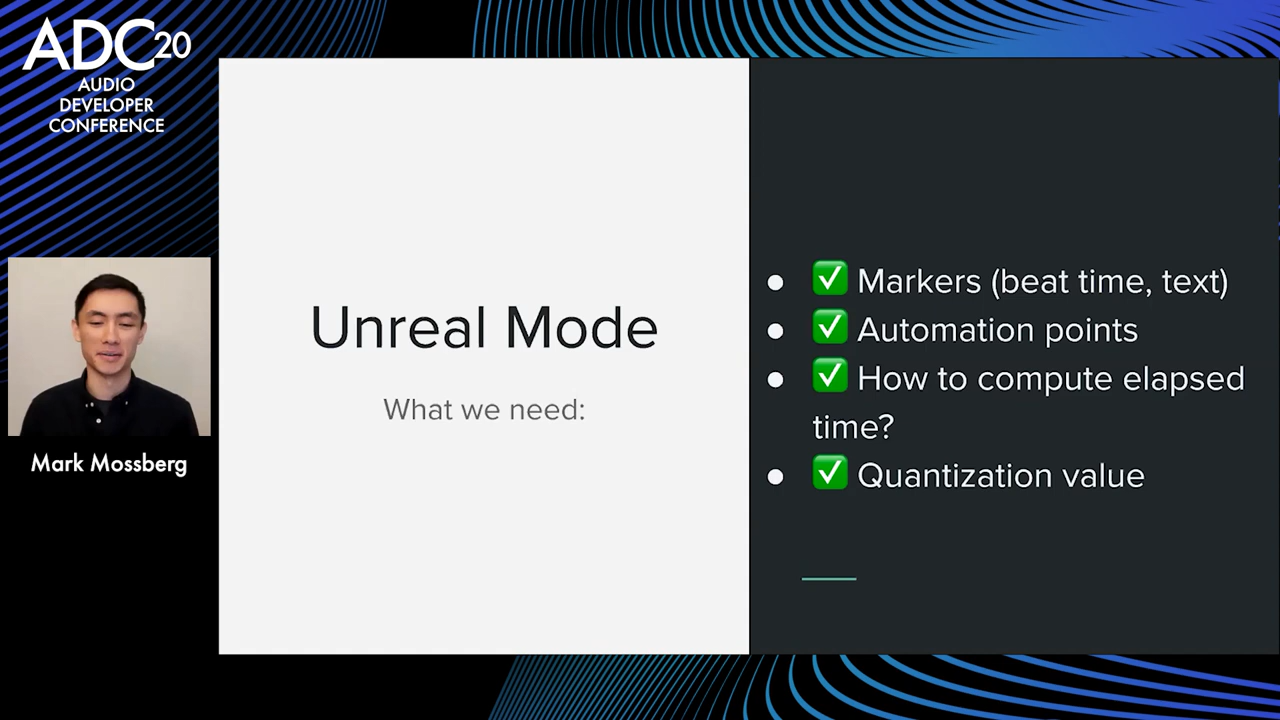 ADC20
AUDIO
DEVELOPER
CONFERENCE
Mark Mossberg
Unreal Mode
What we need:
● ✅ Markers (beat time, text)
● ✅ Automation points
● ✅ How to compute elapsed
time?
● ✅ Quantization value